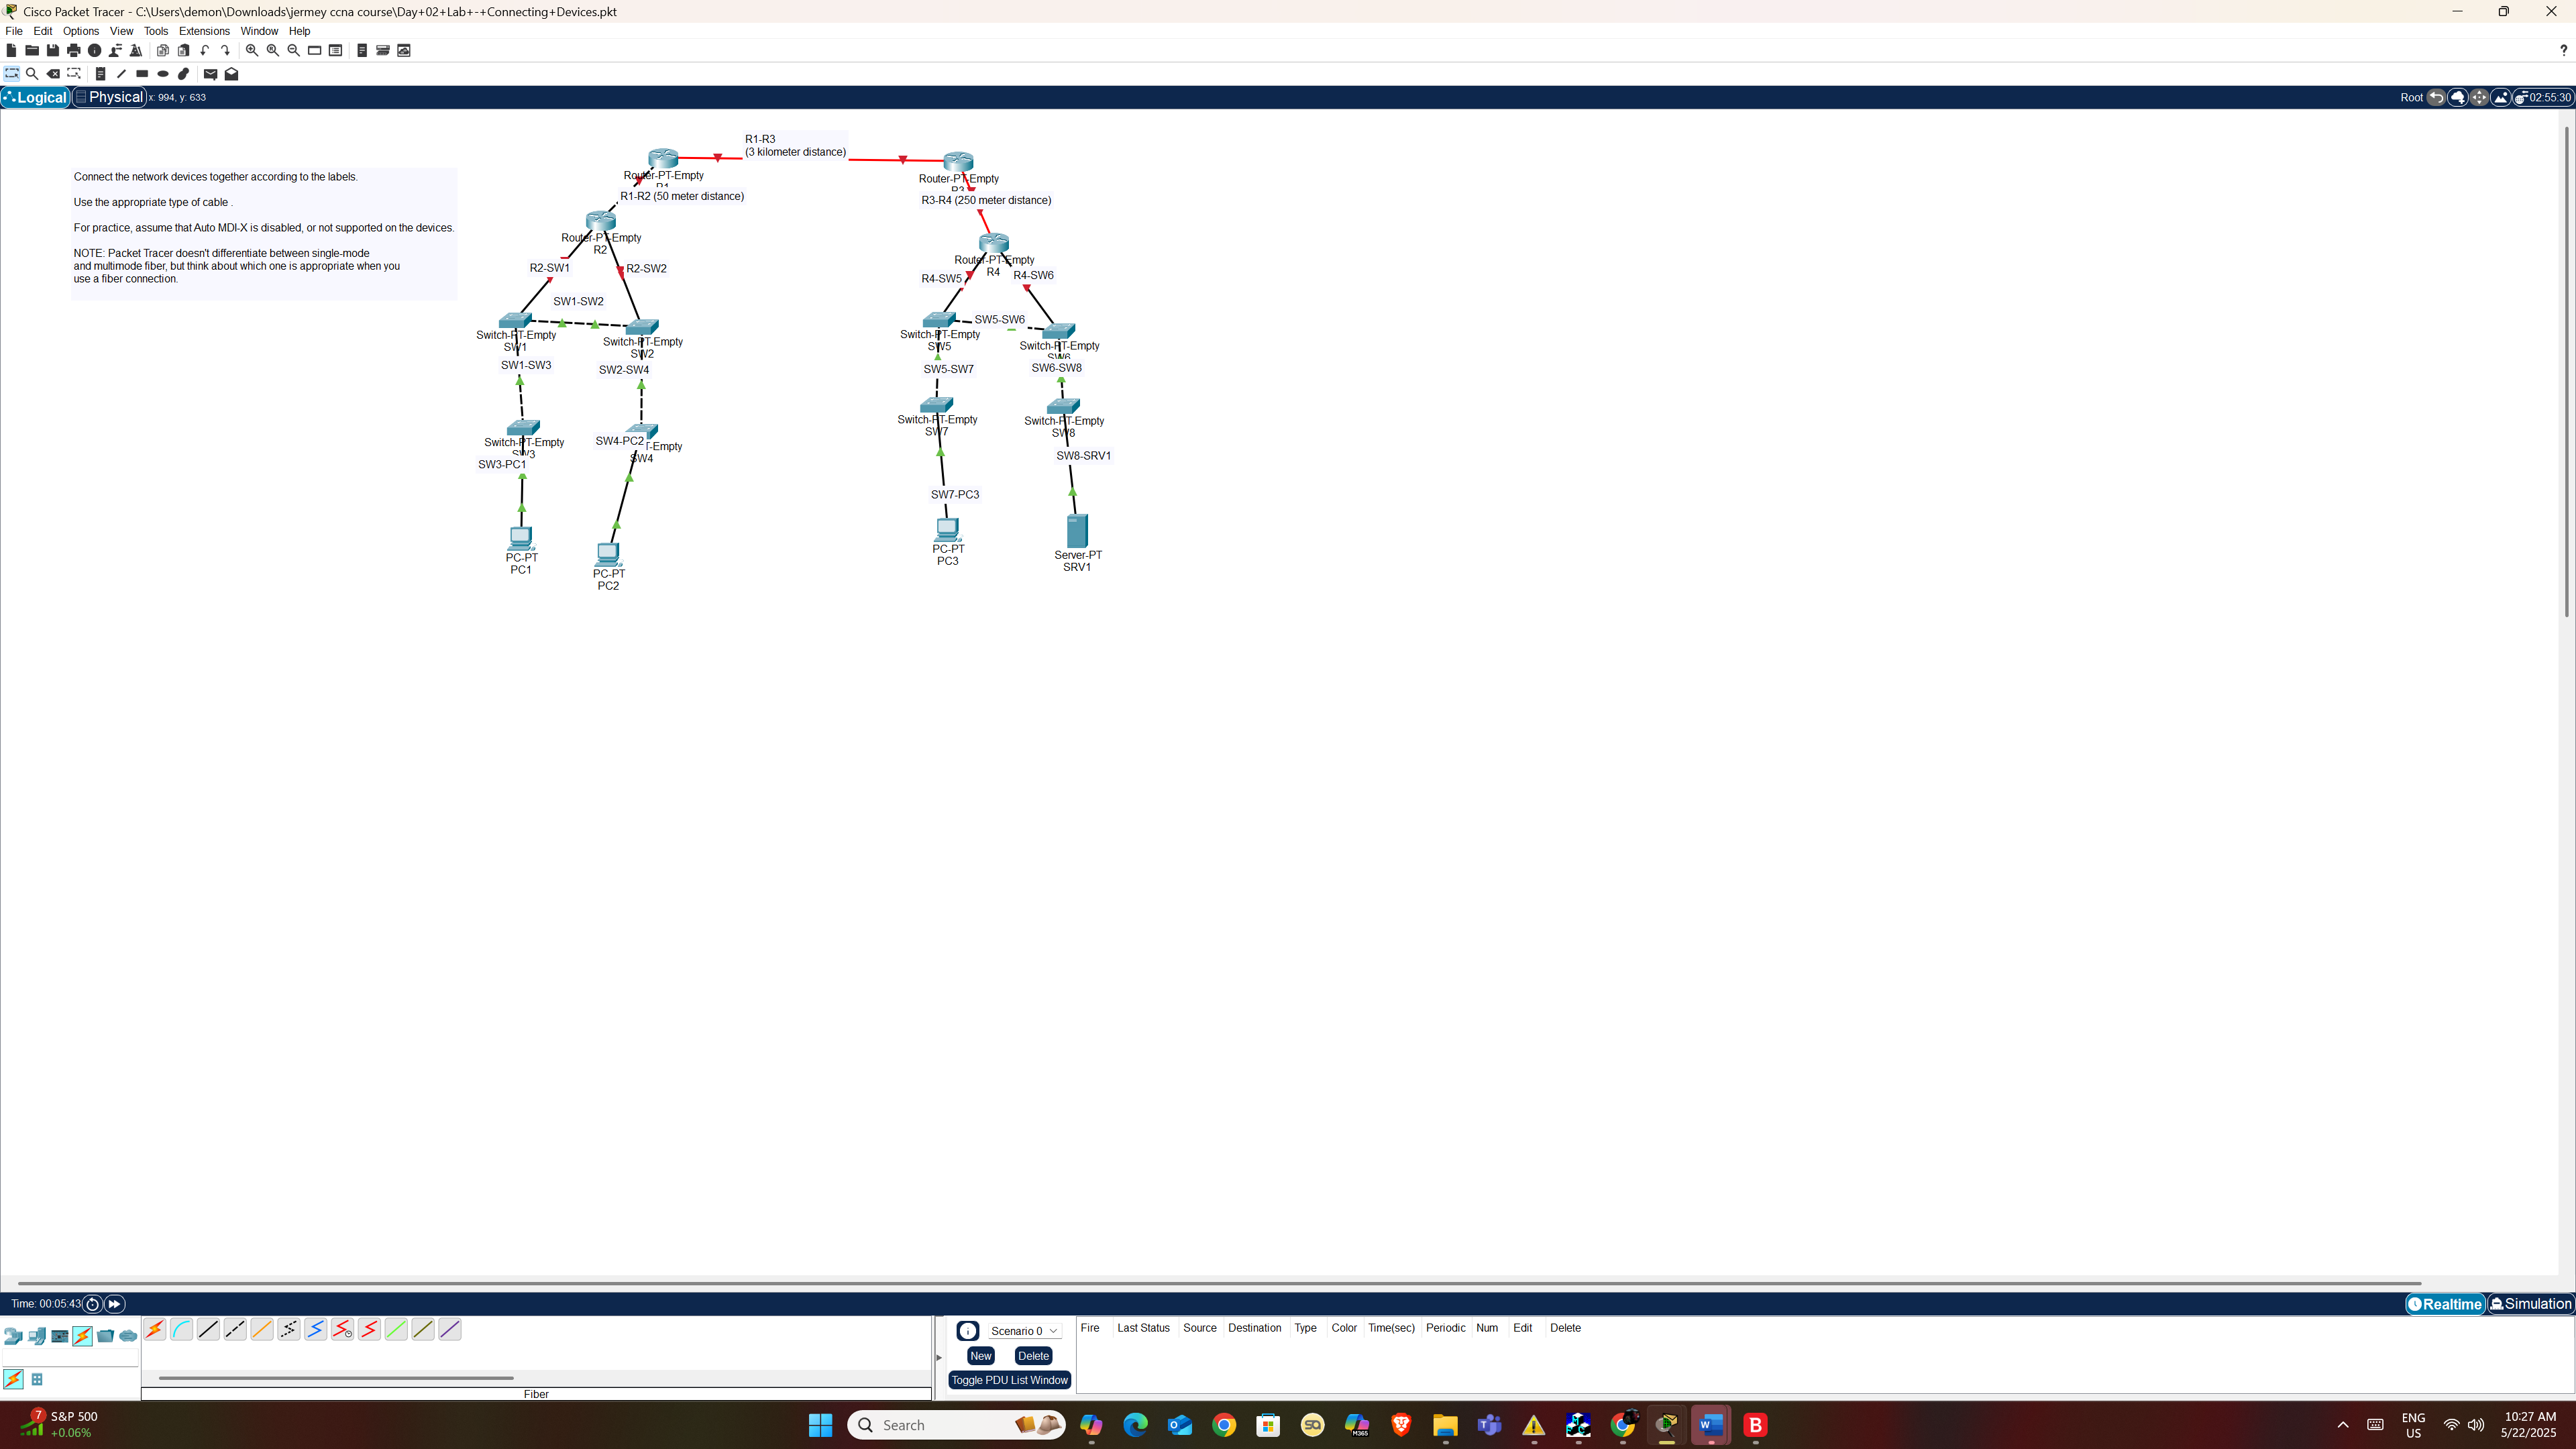 Cisco Packet Tracer - C:\Users\demon\Downloads\jermey ccna course\Day+02+Lab+-+Connecting+Devices.pkt
File Edit Options View Tools Extensions Window Help
?
Logical Physical x: 994, y: 633
Root 02:55:30
Connect the network devices together according to the labels.
Use the appropriate type of cable .
For practice, assume that Auto MDI-X is disabled, or not supported on the devices.
NOTE: Packet Tracer doesn't differentiate between single-mode
and multimode fiber, but think about which one is appropriate when you
use a fiber connection.
R1-R3
(3 kilometer distance)
Router-PT-Empty
R1
Router-PT-Empty
R3
R1-R2 (50 meter distance)
R3-R4 (250 meter distance)
Router-PT-Empty
R2
Router-PT-Empty
R4
R2-SW1
R2-SW2
R4-SW5
R4-SW6
SW1-SW2
SW5-SW6
Switch-PT-Empty
SW1
Switch-PT-Empty
SW2
Switch-PT-Empty
SW5
Switch-PT-Empty
SW6
SW1-SW3
SW2-SW4
SW5-SW7
SW6-SW8
Switch-PT-Empty
SW3
SW4-PC2
T-Empty
SW4
Switch-PT-Empty
SW7
Switch-PT-Empty
SW8
SW3-PC1
SW8-SRV1
SW7-PC3
PC-PT
PC1
PC-PT
PC2
PC-PT
PC3
Server-PT
SRV1
Time: 00:05:43
Realtime Simulation
Scenario 0
New Delete
Toggle PDU List Window
Fire Last Status Source Destination Type Color Time(sec) Periodic Num Edit Delete
Fiber
7
S&P 500
+0.06%
Search
M365
ENG
US
10:27 AM
5/22/2025